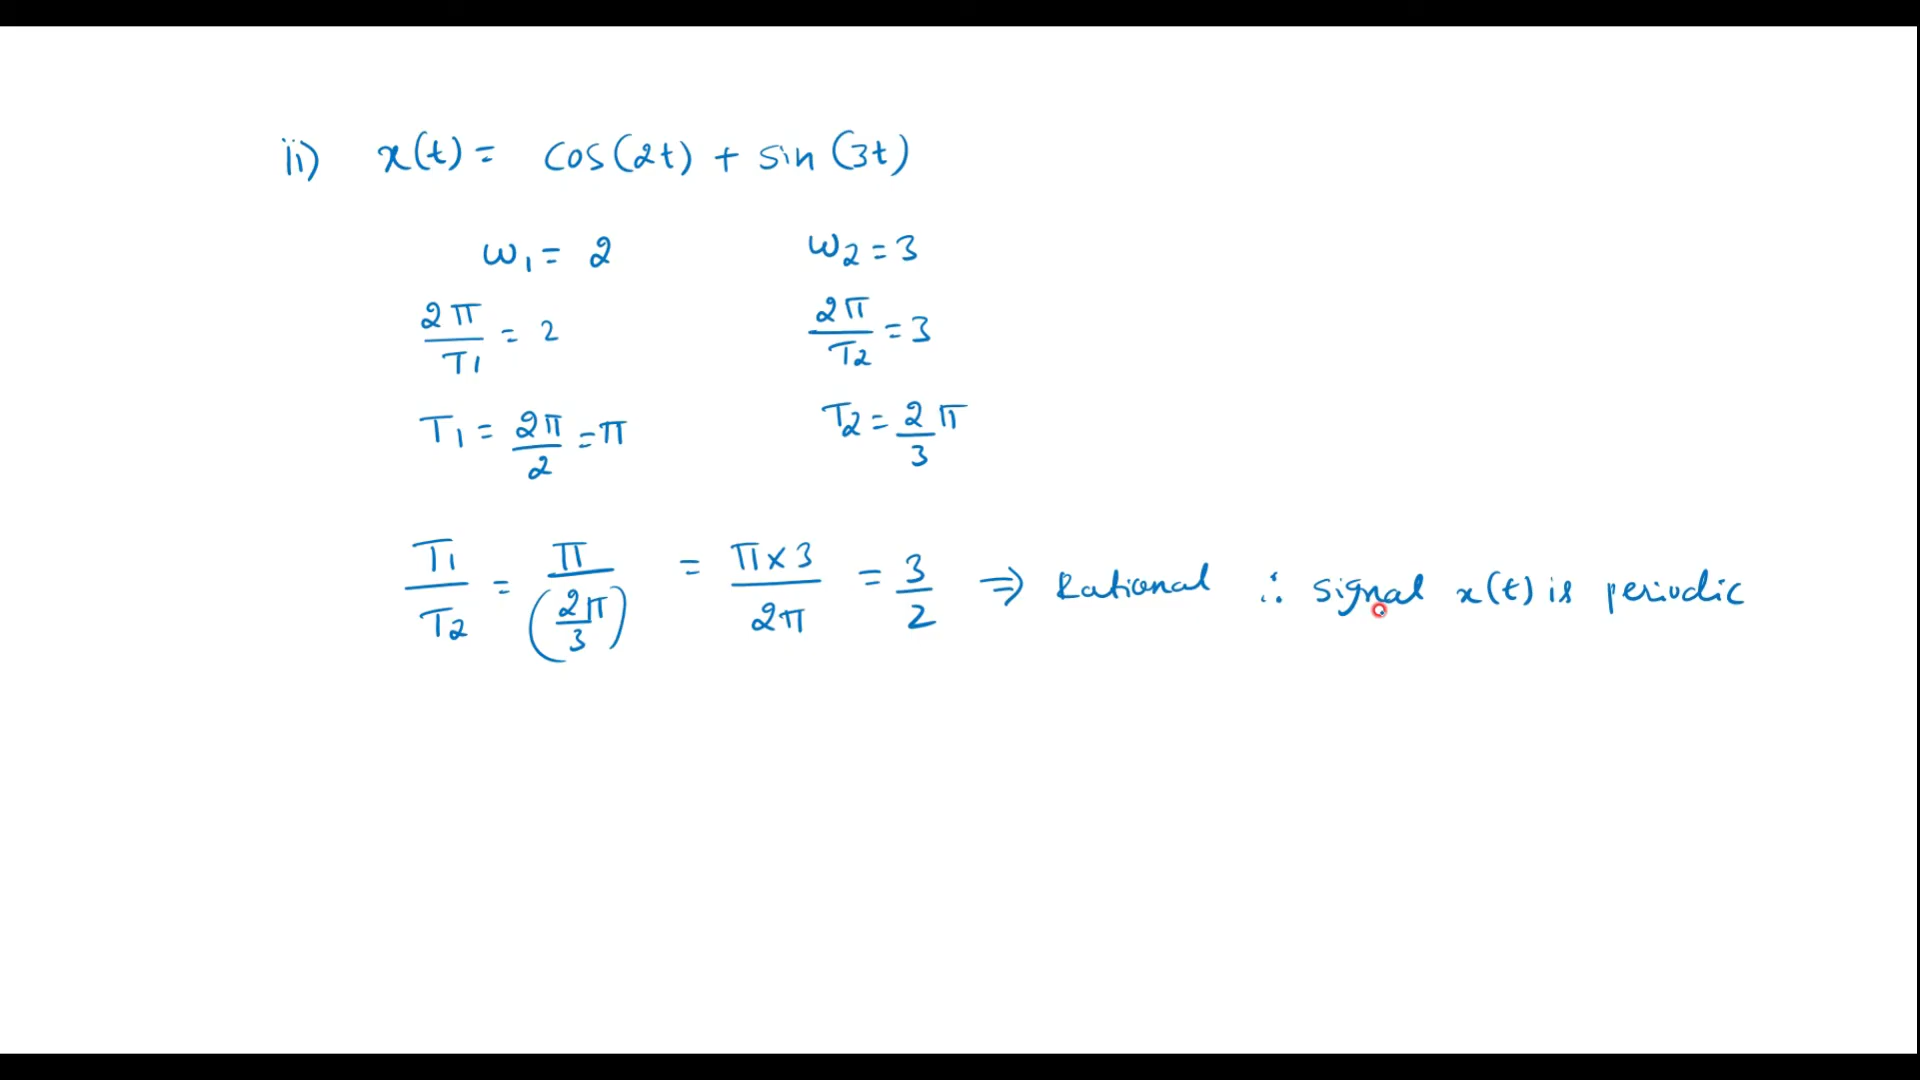 ii) x(t) = cos(2t) + sin(3t)
ω1 = 2 ω2 = 3
2π/T1 = 2 2π/T2 = 3
T1 = 2π/2 = π T2 = 2/3 π
T1/T2 = π/(2π/3) = π×3/2π = 3/2 ⇒ Rational ∴ signal x(t) is periodic